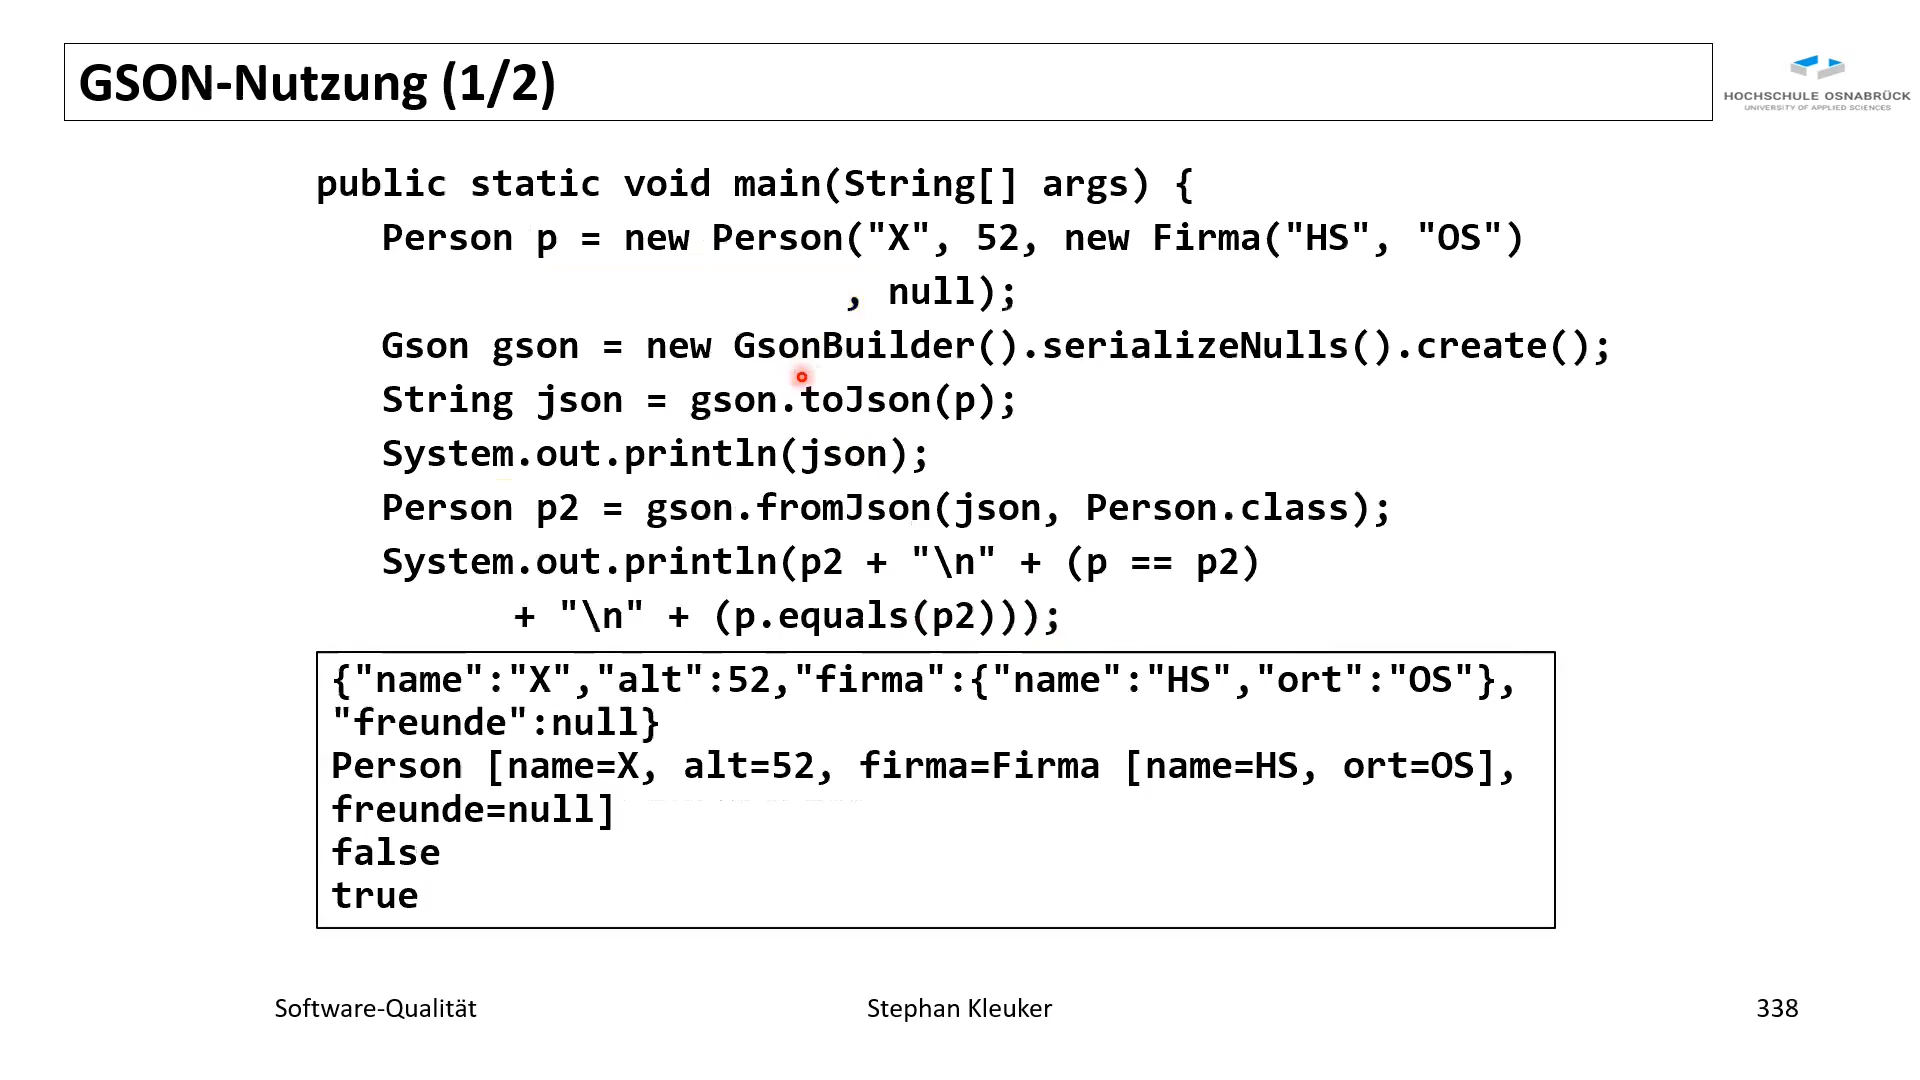 GSON-Nutzung (1/2)
HOCHSCHULE OSNABRÜCK
UNIVERSITY OF APPLIED SCIENCES
public static void main(String[] args) {
Person p = new Person("X", 52, new Firma("HS", "OS")
, null);
Gson gson = new GsonBuilder().serializeNulls().create();
String json = gson.toJson(p);
System.out.println(json);
Person p2 = gson.fromJson(json, Person.class);
System.out.println(p2 + "\n" + (p == p2)
+ "\n" + (p.equals(p2)));
{"name":"X","alt":52,"firma":{"name":"HS","ort":"OS"},
"freunde":null}
Person [name=X, alt=52, firma=Firma [name=HS, ort=OS],
freunde=null]
false
true
Software-Qualität
Stephan Kleuker
338